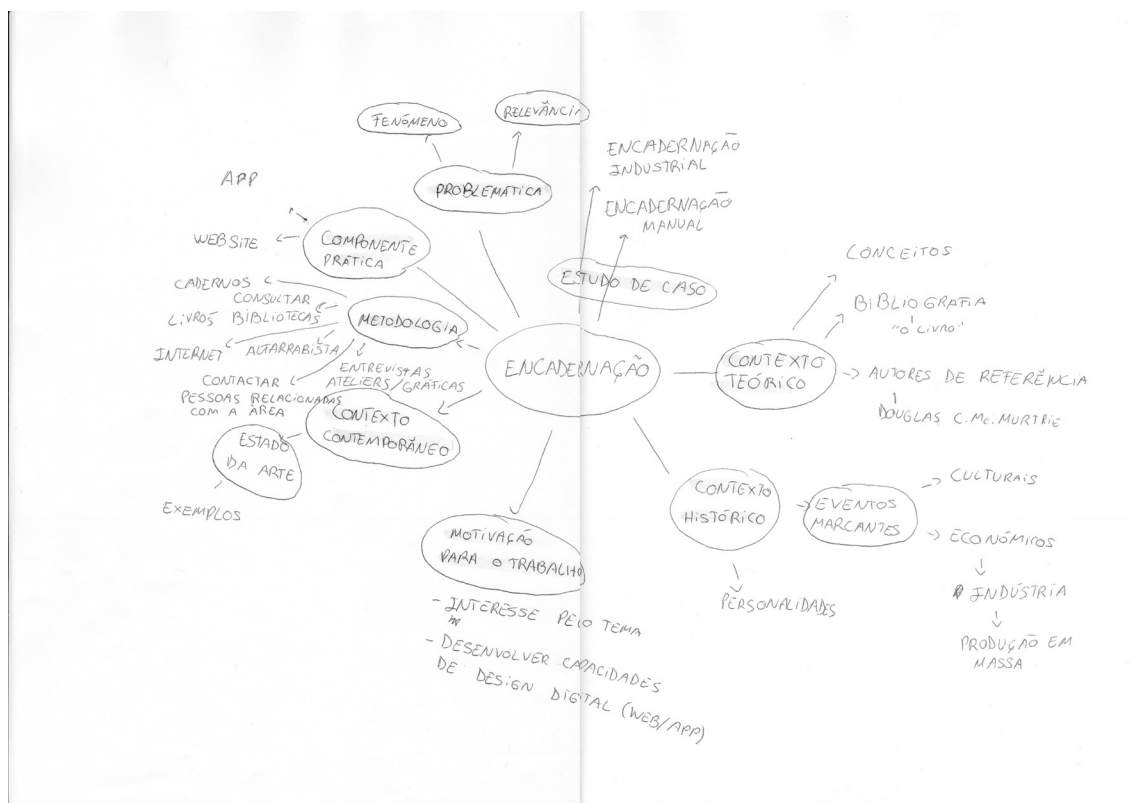 FENÓMENO
RELEVÂNCIA
PROBLEMÁTICA
ENCADERNAÇÃO
INDUSTRIAL
ENCADERNAÇÃO
MANUAL
ESTUDO DE CASO
APP
WEBSITE
COMPONENTE
PRÁTICA
CADERNOS
CONSULTAR
LIVROS BIBLIOTECAS
METODOLOGIA
INTERNET
ALFARRABISTA
ENTREVISTAS
ATELIERS/GRÁFICAS
CONTACTAR
PESSOAS RELACIONADAS
COM A ÁREA
CONTEXTO
CONTEMPORÂNEO
ESTADO
DA ARTE
EXEMPLOS
ENCADERNAÇÃO
CONCEITOS
BIBLIOGRAFIA
"O LIVRO"
CONTEXTO
TEÓRICO
AUTORES DE REFERÊNCIA
DOUGLAS C. Mc. MURTRIE
CONTEXTO
HISTÓRICO
EVENTOS
MARCANTES
CULTURAIS
ECONÓMICOS
INDÚSTRIA
PRODUÇÃO EM
MASSA
PERSONALIDADES
MOTIVAÇÃO
PARA O TRABALHO
- INTERESSE PELO TEMA
- DESENVOLVER CAPACIDADES
DE DESIGN DIGITAL (WEB/APP)